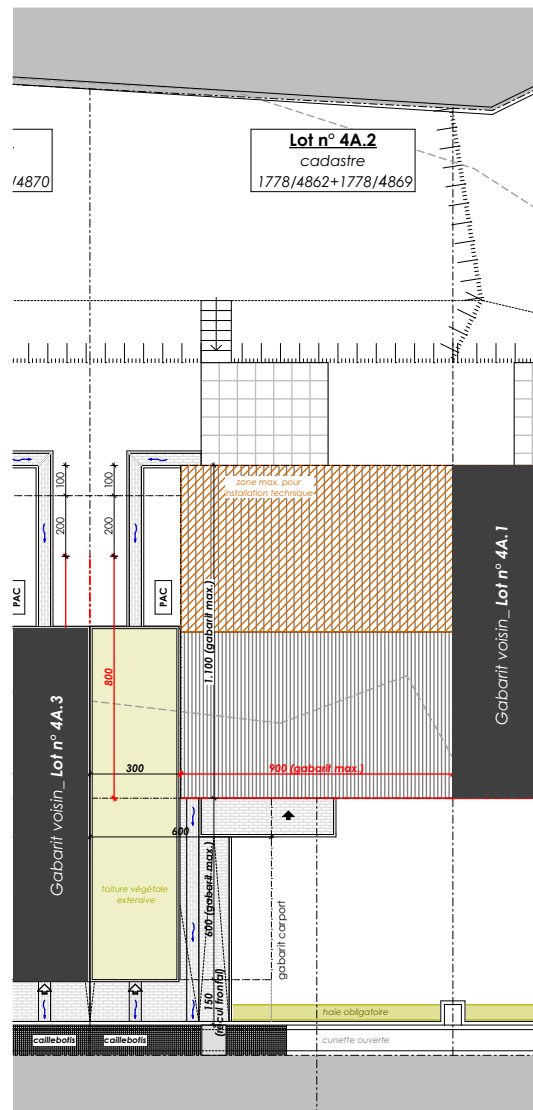 Lot n° 4A.2
cadastre
1778/4862+1778/4869
/4870
zone max. pour
installation technique
100
100
200
200
PAC
PAC
1.100 (gabarit max.)
Gabarit voisin_ Lot n° 4A.1
Gabarit voisin_ Lot n° 4A.3
800
300
900 (gabarit max.)
600
toiture végétale
extensive
600 (gabarit max.)
gabarit carport
150
(recul frontal)
haie obligatoire
caillebotis
caillebotis
cunette ouverte